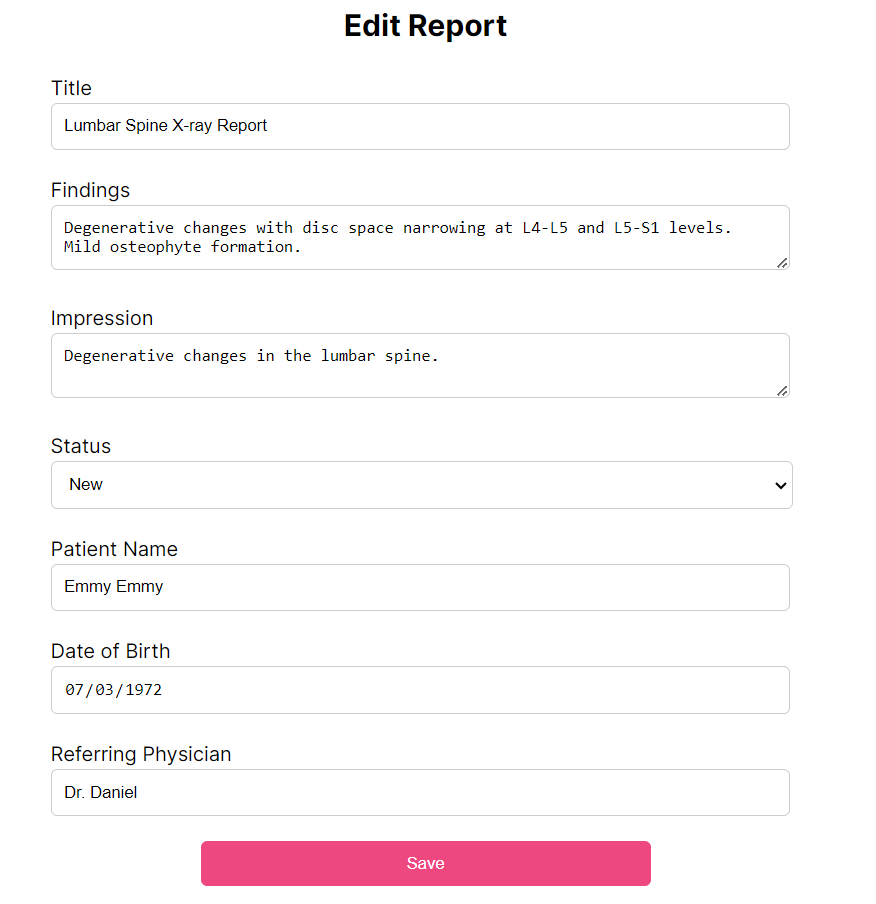 Edit Report
Title
Lumbar Spine X-ray Report
Findings
Degenerative changes with disc space narrowing at L4-L5 and L5-S1 levels.
Mild osteophyte formation.
Impression
Degenerative changes in the lumbar spine.
Status
New
Patient Name
Emmy Emmy
Date of Birth
07/03/1972
Referring Physician
Dr. Daniel
Save